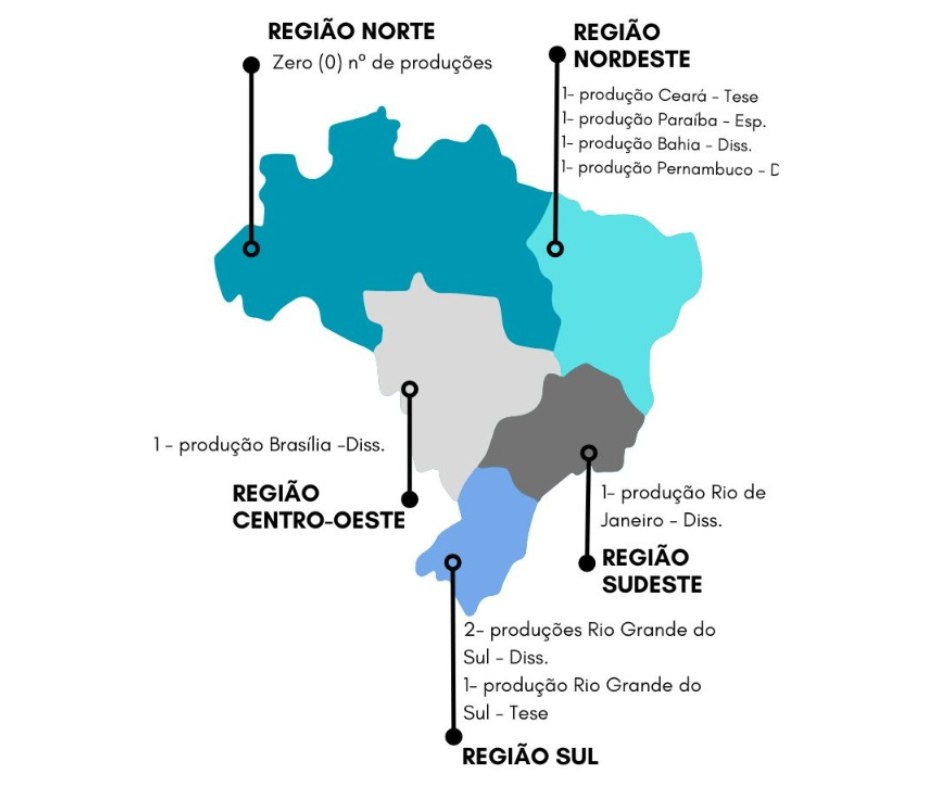 REGIÃO NORTE
Zero (0) nº de produções
REGIÃO
NORDESTE
1- produção Ceará - Tese
1- produção Paraíba - Esp.
1- produção Bahia - Diss.
1- produção Pernambuco -
1 - produção Brasília -Diss.
REGIÃO
CENTRO-OESTE
1- produção Rio de
Janeiro - Diss.
REGIÃO
SUDESTE
2- produções Rio Grande do
Sul - Diss.
1- produção Rio Grande do
Sul - Tese
REGIÃO SUL